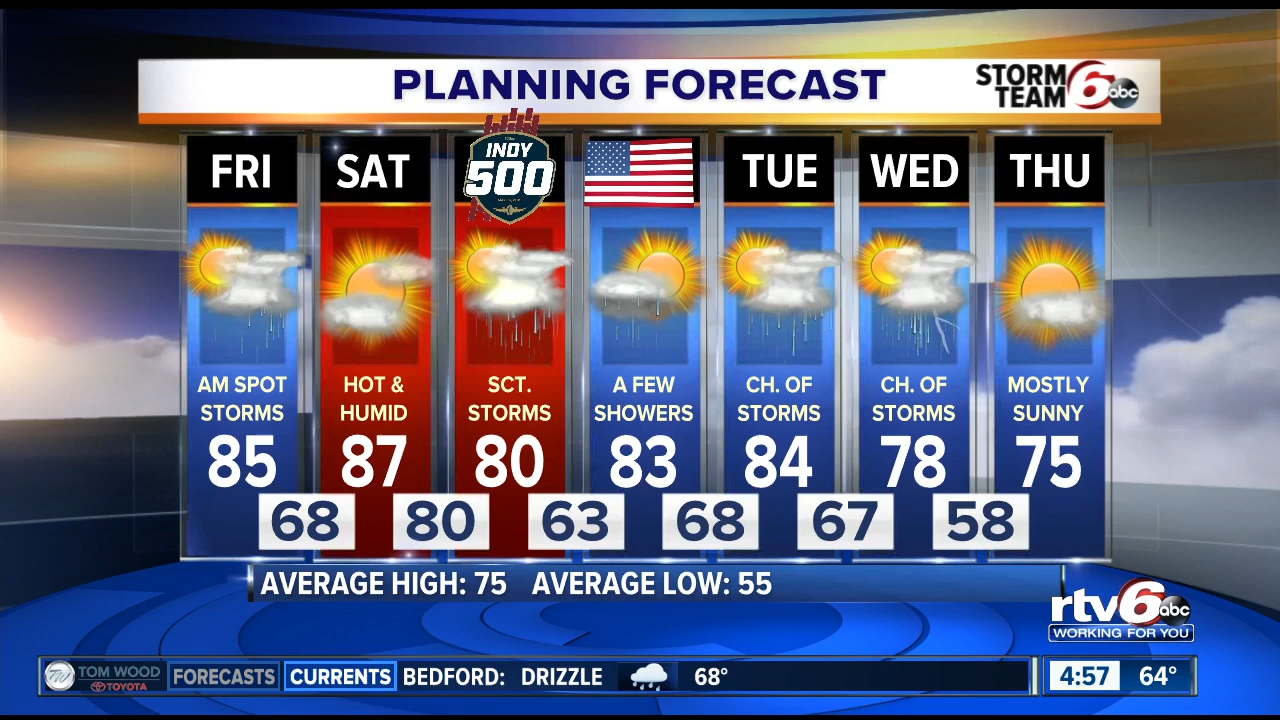 PLANNING FORECAST
STORM
TEAM 6 abc
FRI
SAT
INDY
500
TUE
WED
THU
AM SPOT
STORMS
HOT &
HUMID
SCT.
STORMS
A FEW
SHOWERS
CH. OF
STORMS
CH. OF
STORMS
MOSTLY
SUNNY
85 87 80 83 84 78 75
68 80 63 68 67 58
AVERAGE HIGH: 75 AVERAGE LOW: 55
rtv6 abc
WORKING FOR YOU
TOM WOOD
TOYOTA
FORECASTS CURRENTS BEDFORD: DRIZZLE 68° 4:57 64°